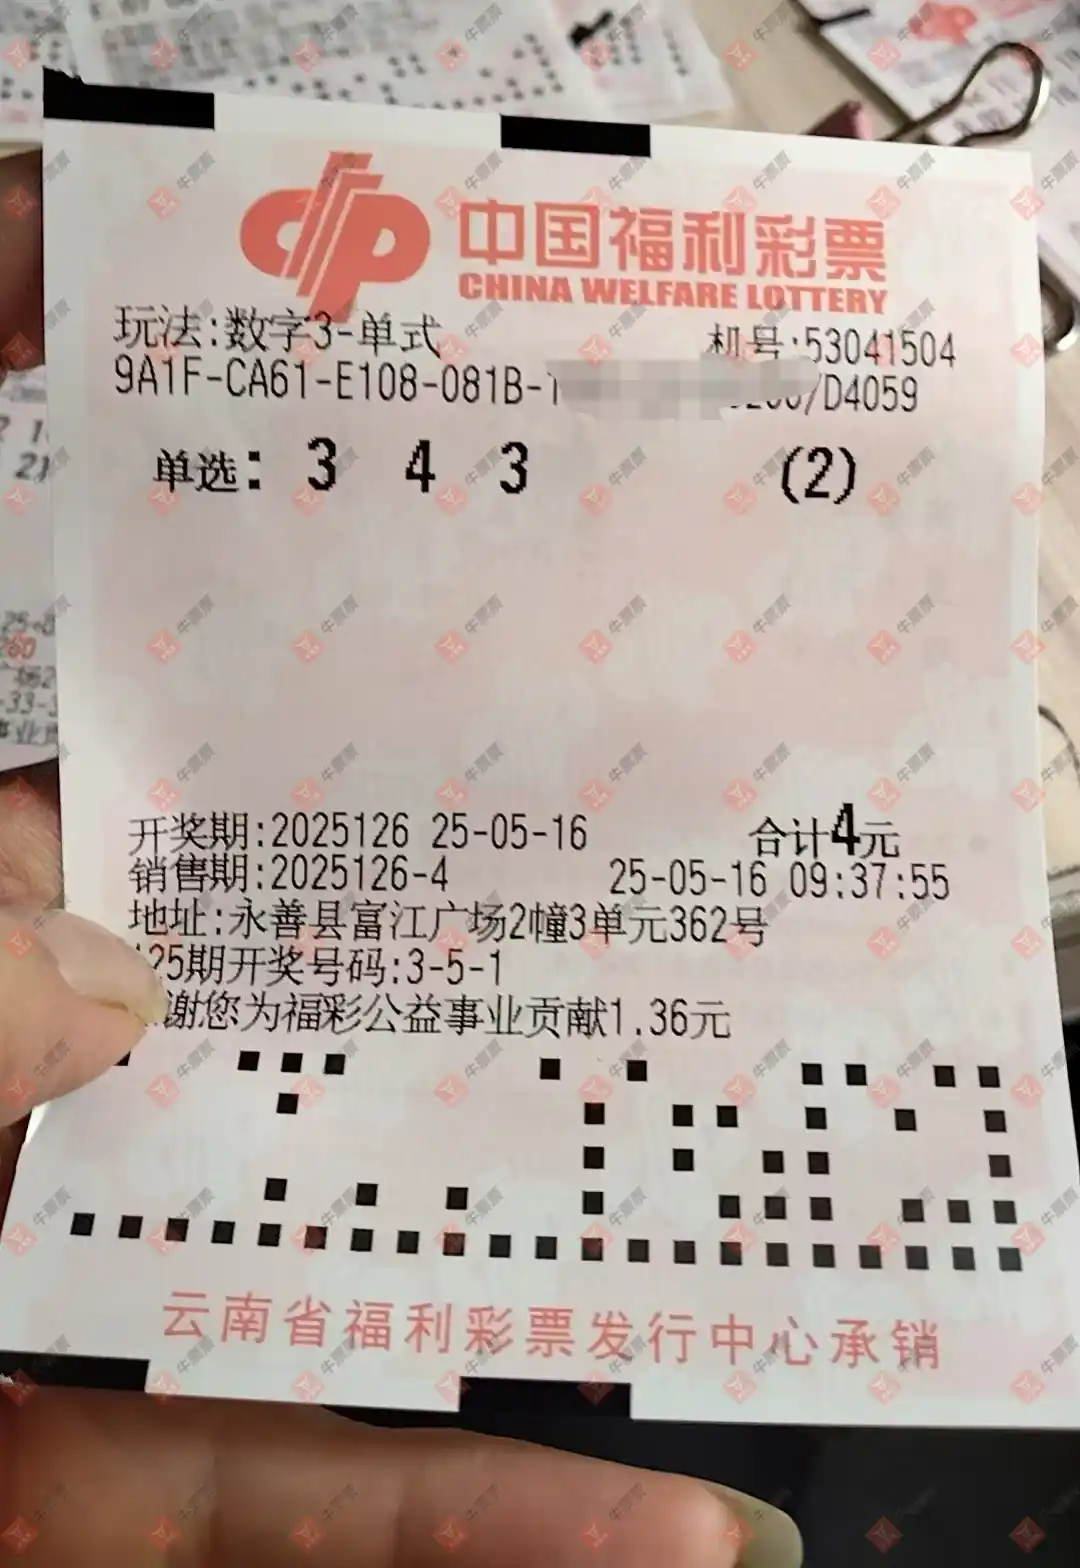 中国福利彩票
CHINA WELFARE LOTTERY
玩法:数字3-单式 机号:53041504
9A1F-CA61-E108-081B- /D4059
单选: 3 4 3 (2)
开奖期:2025126 25-05-16 合计4元
销售期:2025126-4 25-05-16 09:37:55
地址:永善县富江广场2幢3单元362号
25期开奖号码:3-5-1
谢您为福彩公益事业贡献1.36元
云南省福利彩票发行中心承销
牛票票